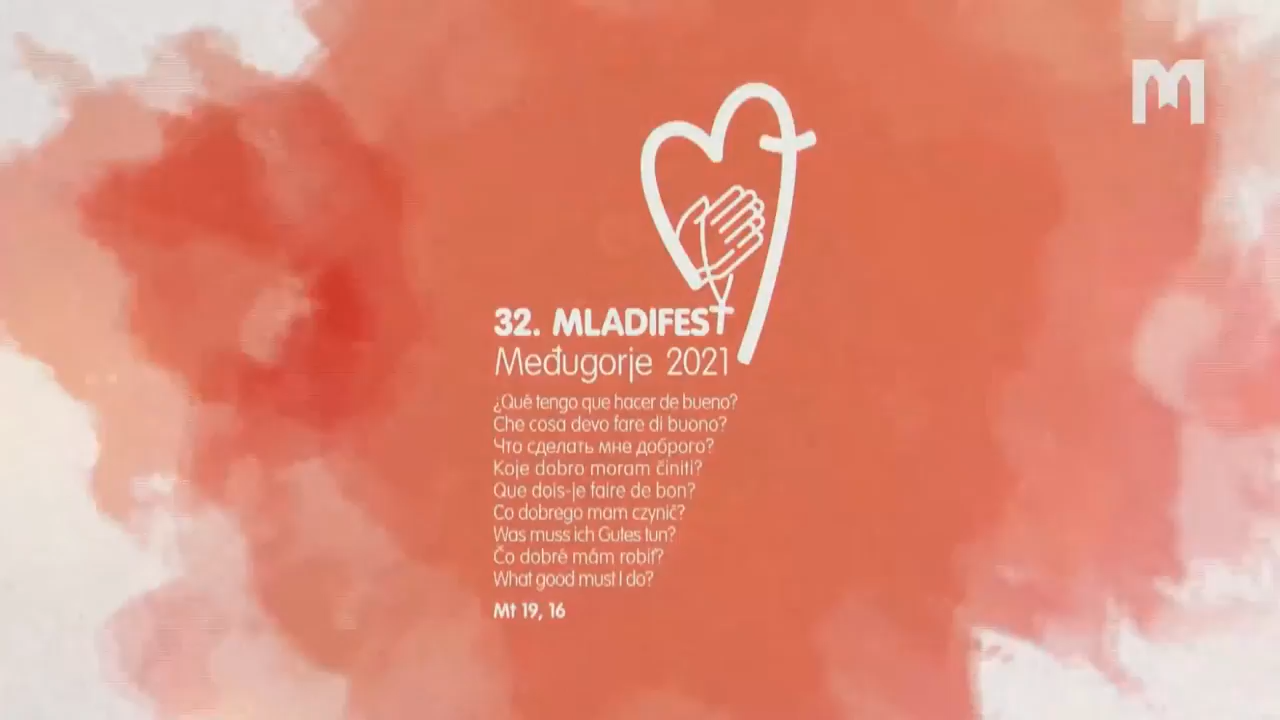 M
32. MLADIFEST
Međugorje 2021
¿Qué tengo que hacer de bueno?
Che cosa devo fare di buono?
Что сделать мне доброго?
Koje dobro moram činiti?
Que dois-je faire de bon?
Co dobrego mam czynić?
Was muss ich Gutes tun?
Čo dobré mám robiť?
What good must I do?
Mt 19, 16